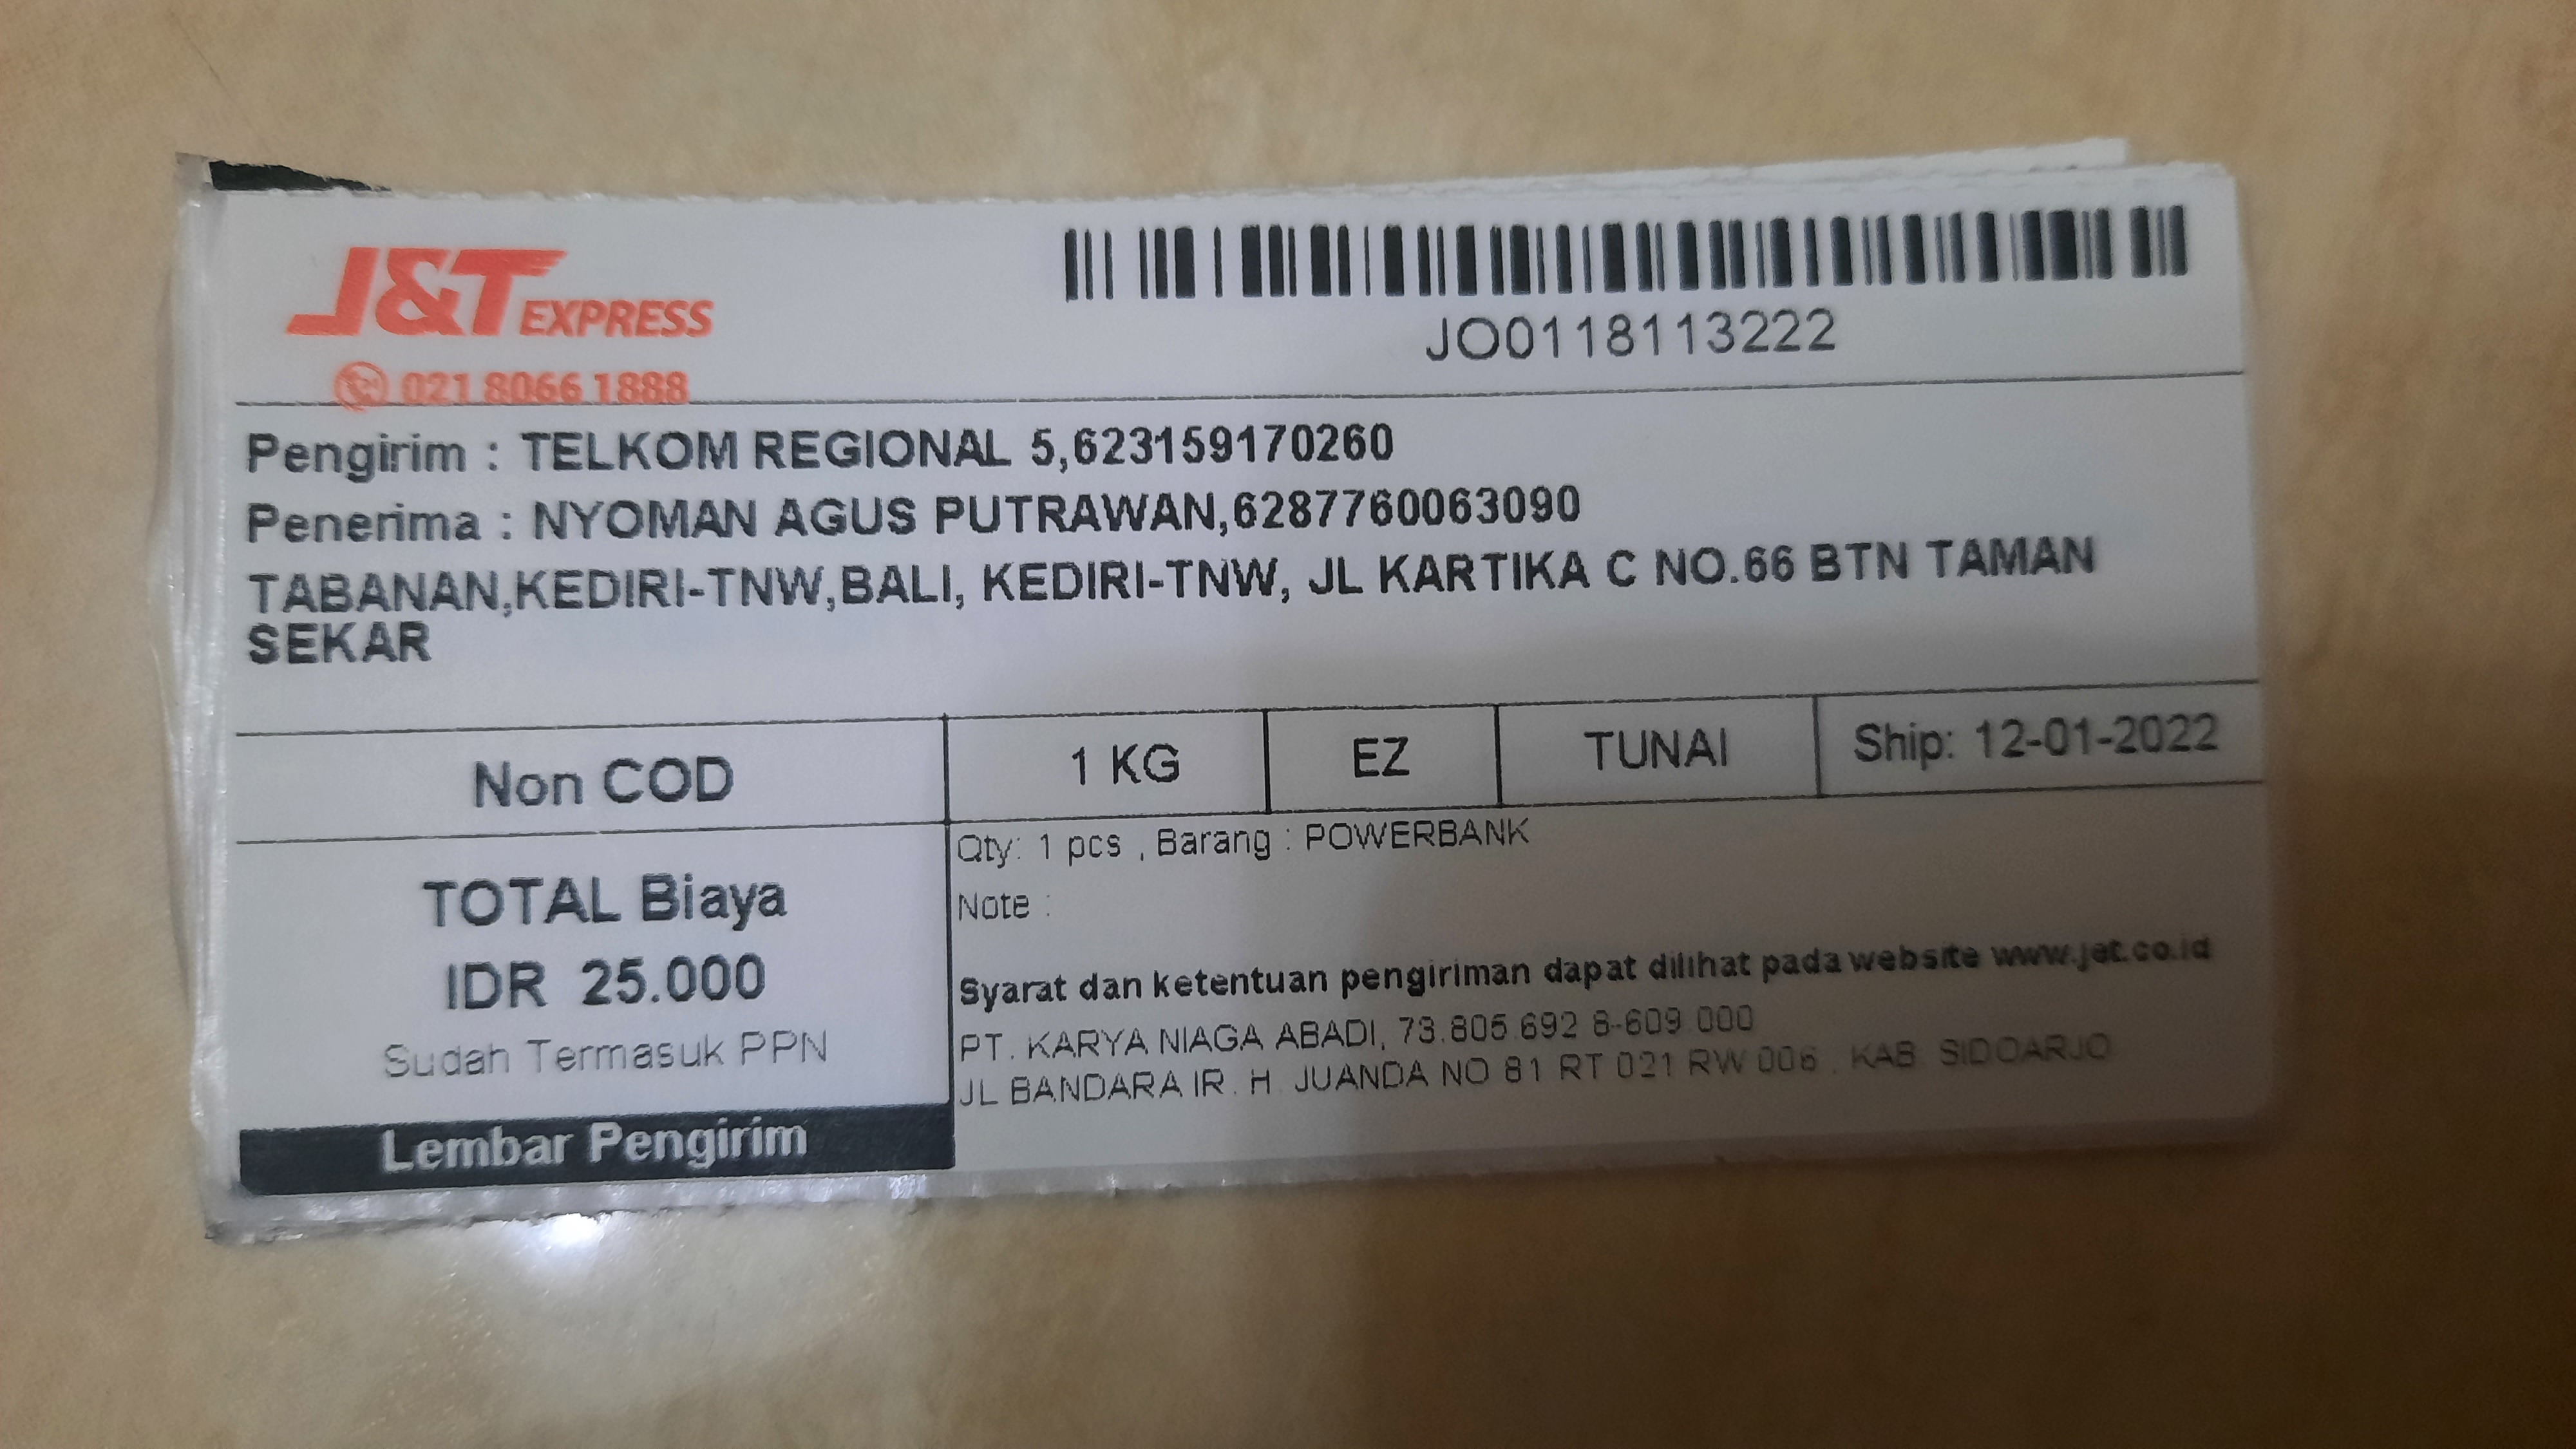 J&T EXPRESS
021 8066 1888
JO0118113222
Pengirim : TELKOM REGIONAL 5,623159170260
Penerima : NYOMAN AGUS PUTRAWAN,6287760063090
TABANAN,KEDIRI-TNW,BALI, KEDIRI-TNW, JL KARTIKA C NO.66 BTN TAMAN
SEKAR
Non COD
1 KG
EZ
TUNAI
Ship: 12-01-2022
TOTAL Biaya
IDR 25.000
Sudah Termasuk PPN
Lembar Pengirim
Qty: 1 pcs , Barang : POWERBANK
Note :
Syarat dan ketentuan pengiriman dapat dilihat pada website www.jet.co.id
PT. KARYA NIAGA ABADI, 73.805.692.8-609.000
JL BANDARA IR. H. JUANDA NO 81 RT 021 RW 006 . KAB. SIDOARJO